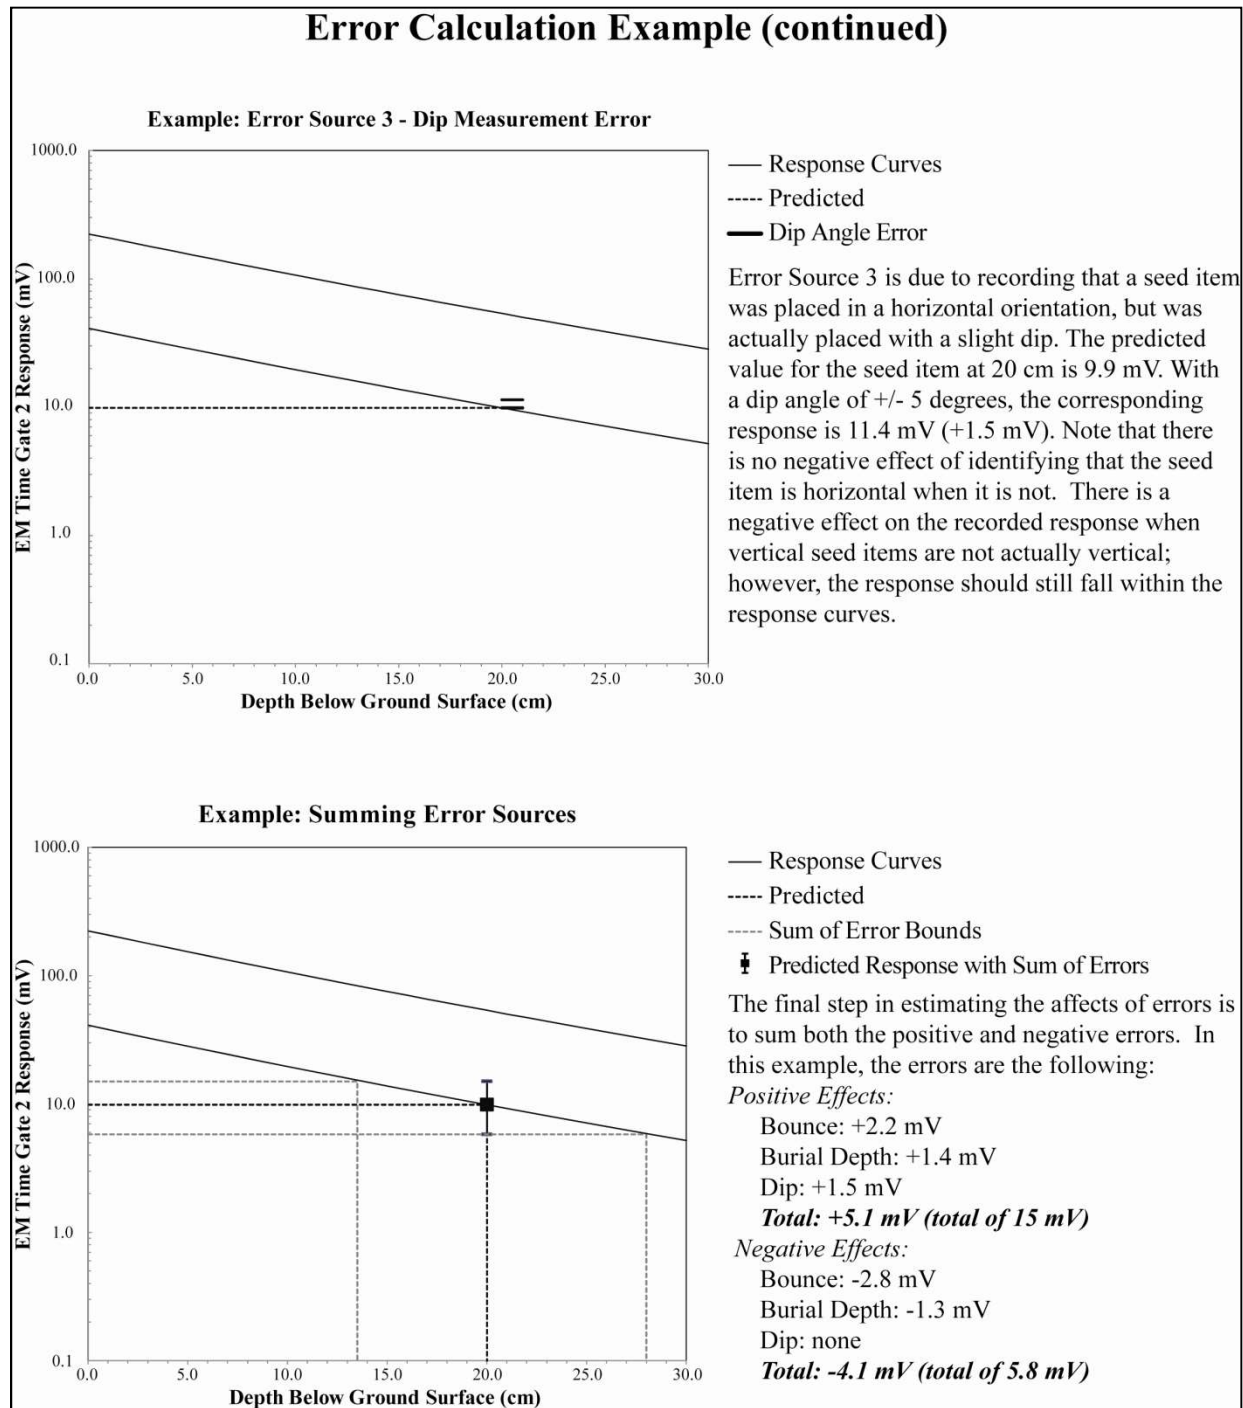 Error Calculation Example (continued)
Example: Error Source 3 - Dip Measurement Error
1000.0
100.0
10.0
1.0
0.1
EM Time Gate 2 Response (mV)
0.0 5.0 10.0 15.0 20.0 25.0 30.0
Depth Below Ground Surface (cm)
Response Curves
Predicted
Dip Angle Error
Error Source 3 is due to recording that a seed item
was placed in a horizontal orientation, but was
actually placed with a slight dip. The predicted
value for the seed item at 20 cm is 9.9 mV. With
a dip angle of +/- 5 degrees, the corresponding
response is 11.4 mV (+1.5 mV). Note that there
is no negative effect of identifying that the seed
item is horizontal when it is not. There is a
negative effect on the recorded response when
vertical seed items are not actually vertical;
however, the response should still fall within the
response curves.
Example: Summing Error Sources
1000.0
100.0
10.0
1.0
0.1
EM Time Gate 2 Response (mV)
0.0 5.0 10.0 15.0 20.0 25.0 30.0
Depth Below Ground Surface (cm)
Response Curves
Predicted
Sum of Error Bounds
Predicted Response with Sum of Errors
The final step in estimating the affects of errors is
to sum both the positive and negative errors. In
this example, the errors are the following:
Positive Effects:
Bounce: +2.2 mV
Burial Depth: +1.4 mV
Dip: +1.5 mV
Total: +5.1 mV (total of 15 mV)
Negative Effects:
Bounce: -2.8 mV
Burial Depth: -1.3 mV
Dip: none
Total: -4.1 mV (total of 5.8 mV)